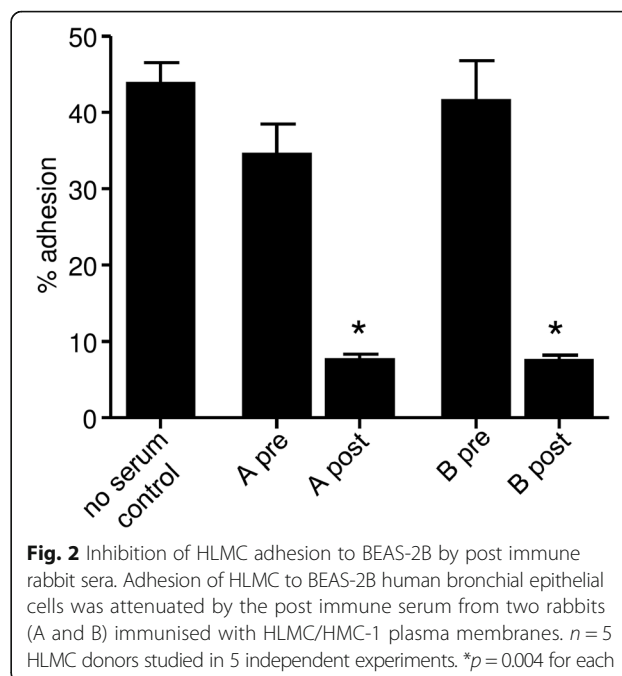 50
40
30
20
10
0
% adhesion
*
*
no serum
control
A pre
A post
B pre
B post
Fig. 2 Inhibition of HLMC adhesion to BEAS-2B by post immune
rabbit sera. Adhesion of HLMC to BEAS-2B human bronchial epithelial
cells was attenuated by the post immune serum from two rabbits
(A and B) immunised with HLMC/HMC-1 plasma membranes. n = 5
HLMC donors studied in 5 independent experiments. *p = 0.004 for each